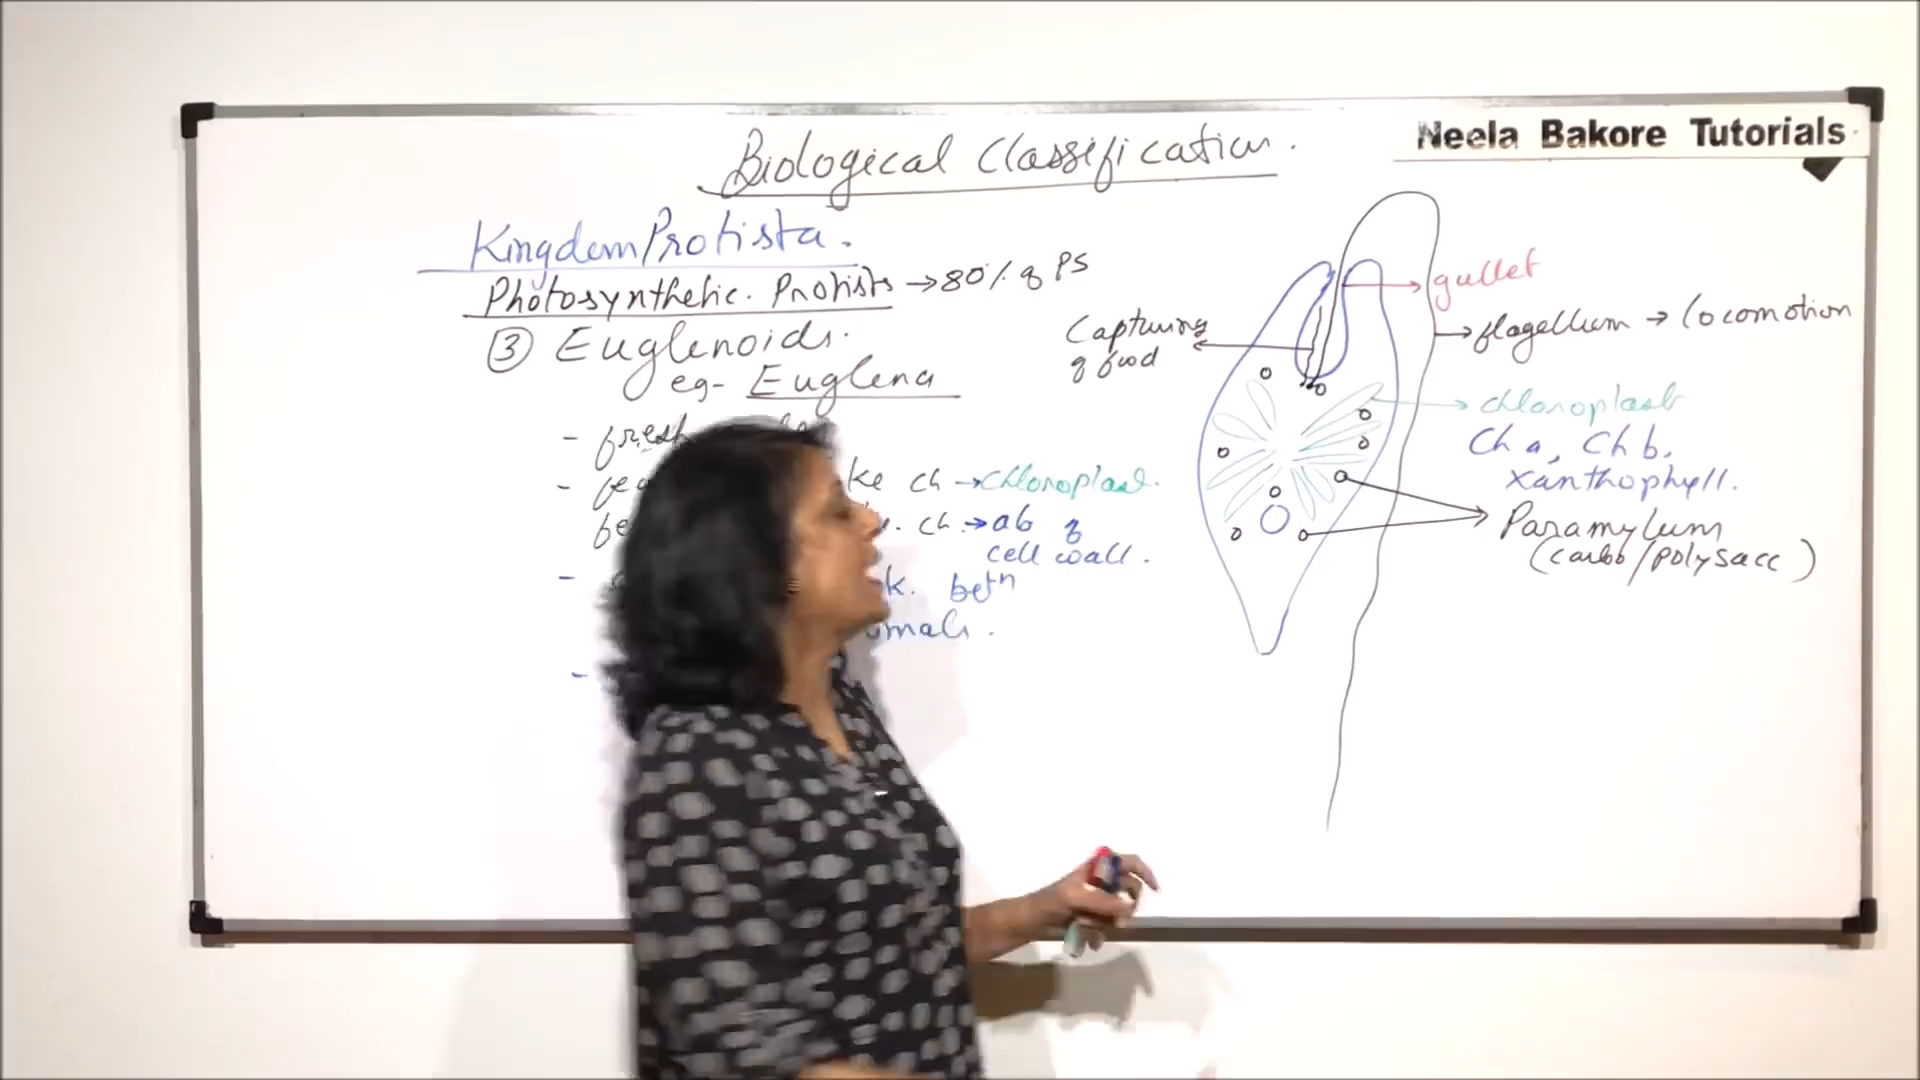 Neela Bakore Tutorials
Biological Classification.
Kingdom Protista.
Photosynthetic Protists → 80% of PS
③ Euglenoids.
eg- Euglena
- fresh
- ke ch → chloroplast.
ch → ab of
cell wall.
- k. betn
-
gullet
flagellum → locomotion
Capturing
of food
chloroplast
Ch a, Ch b,
Xanthophyll.
Paramylum
(carbo/polysacc)